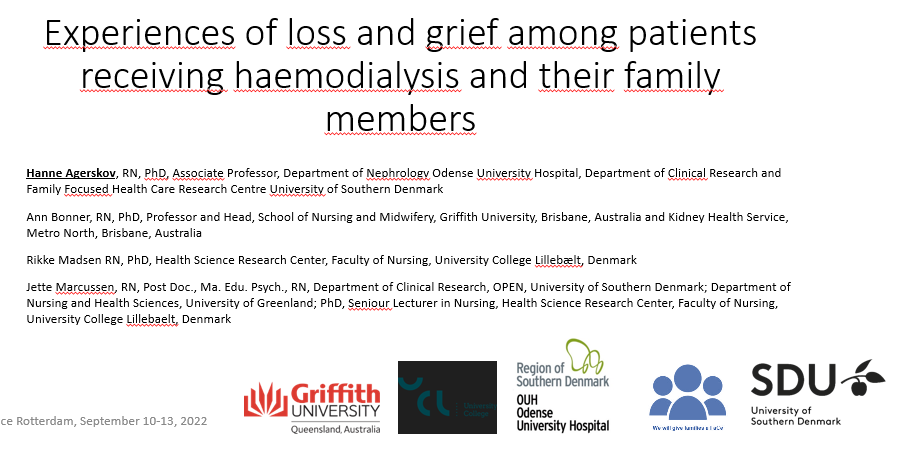 Experiences of loss and grief among patients
receiving haemodialysis and their family
members
Hanne Agerskov, RN, PhD, Associate Professor, Department of Nephrology Odense University Hospital, Department of Clinical Research and
Family Focused Health Care Research Centre University of Southern Denmark
Ann Bonner, RN, PhD, Professor and Head, School of Nursing and Midwifery, Griffith University, Brisbane, Australia and Kidney Health Service,
Metro North, Brisbane, Australia
Rikke Madsen RN, PhD, Health Science Research Center, Faculty of Nursing, University College Lillebælt, Denmark
Jette Marcussen, RN, Post Doc., Ma. Edu. Psych., RN, Department of Clinical Research, OPEN, University of Southern Denmark; Department of
Nursing and Health Sciences, University of Greenland; PhD, Seniour Lecturer in Nursing, Health Science Research Center, Faculty of Nursing,
University College Lillebaelt, Denmark
ce Rotterdam, September 10-13, 2022
Griffith
UNIVERSITY
Queensland, Australia
UCL
College
Region of
Southern Denmark
OUH
Odense
University Hospital
We will give families a FaCe
SDU
University of
Southern Denmark